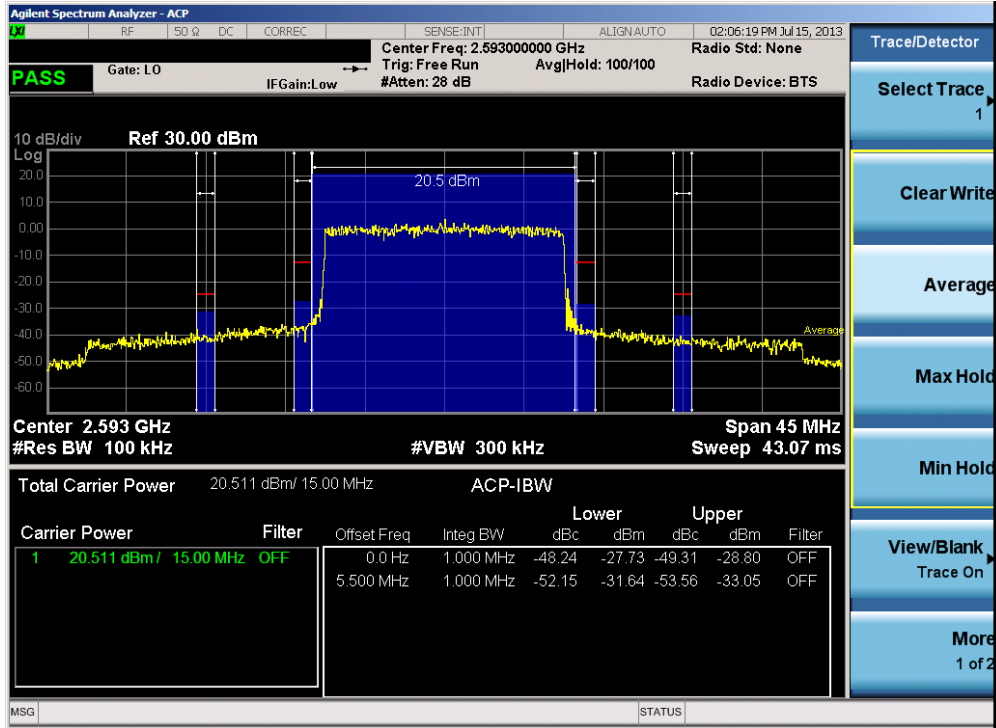 Agilent Spectrum Analyzer - ACP
LXI RF 50 Ω DC CORREC SENSE:INT ALIGNAUTO 02:06:19 PM Jul 15, 2013
Center Freq: 2.593000000 GHz Radio Std: None
Trig: Free Run Avg|Hold: 100/100
PASS Gate: LO IFGain:Low #Atten: 28 dB Radio Device: BTS
10 dB/div Ref 30.00 dBm
Log
20.0
10.0
0.00
-10.0
-20.0
-30.0
-40.0
-50.0
-60.0
20.5 dBm
Average
Center 2.593 GHz Span 45 MHz
#Res BW 100 kHz #VBW 300 kHz Sweep 43.07 ms
Total Carrier Power 20.511 dBm/ 15.00 MHz ACP-IBW
Lower Upper
Carrier Power Filter Offset Freq Integ BW dBc dBm dBc dBm Filter
1 20.511 dBm / 15.00 MHz OFF 0.0 Hz 1.000 MHz -48.24 -27.73 -49.31 -28.80 OFF
5.500 MHz 1.000 MHz -52.15 -31.64 -53.56 -33.05 OFF
MSG STATUS
Trace/Detector
Select Trace
1
Clear Write
Average
Max Hold
Min Hold
View/Blank
Trace On
More
1 of 2